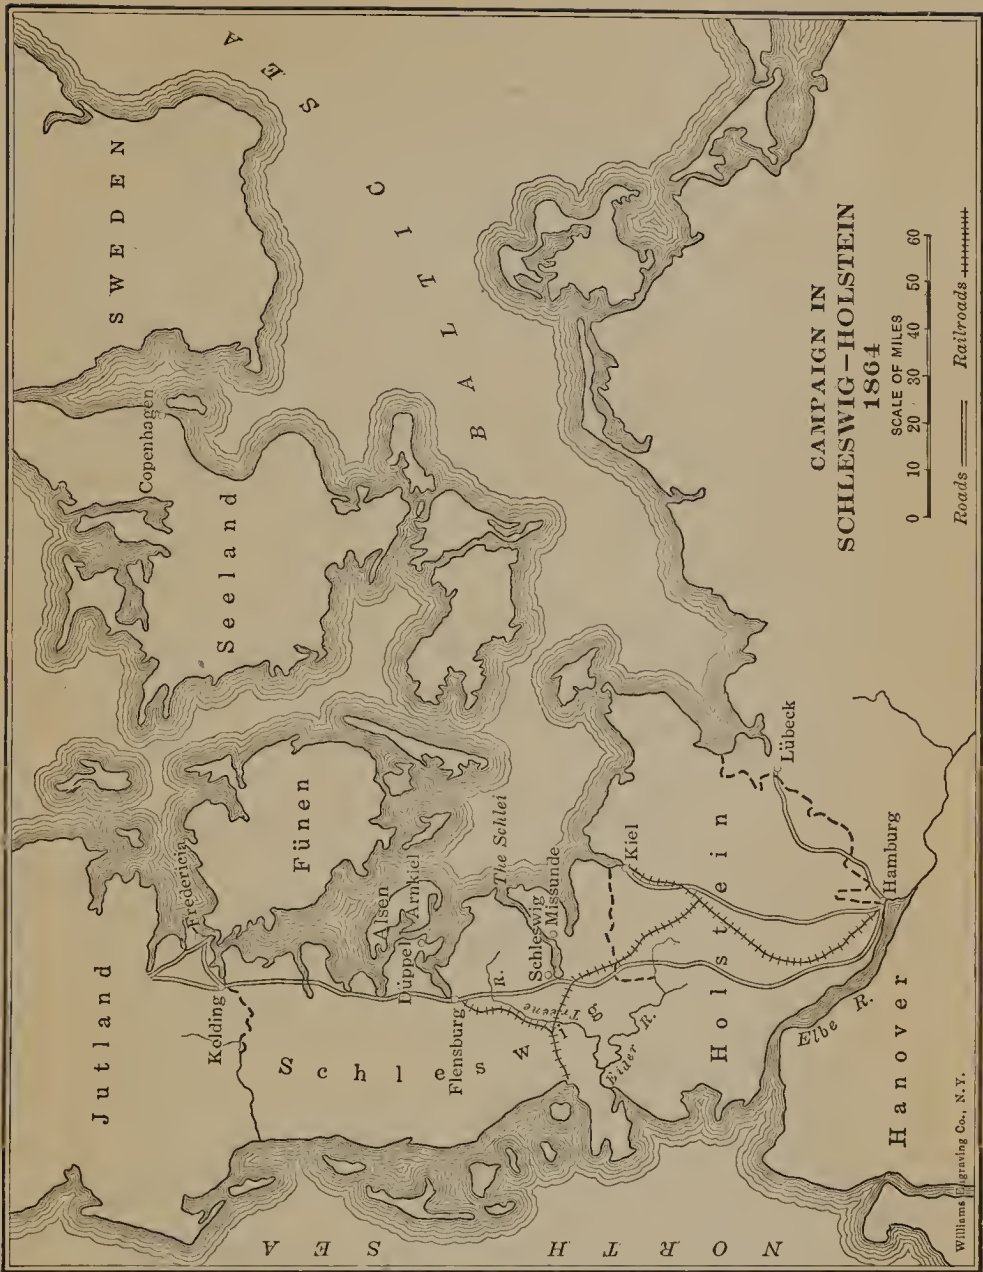 CAMPAIGN IN
SCHLESWIG–HOLSTEIN
1864
SCALE OF MILES
0 10 20 30 40 50 60
Roads Railroads
NORTH SEA
BALTIC SEA
SWEDEN
Jutland
Seeland
Copenhagen
Fünen
Fredericia
Kolding
Alsen
Arnkiel
Düppel
Schleswig
Flensburg
The Schlei
Schleswig
Missunde
Treene R.
Eider R.
Kiel
Holstein
Lübeck
Hamburg
Elbe R.
Hanover
Williams Engraving Co., N.Y.